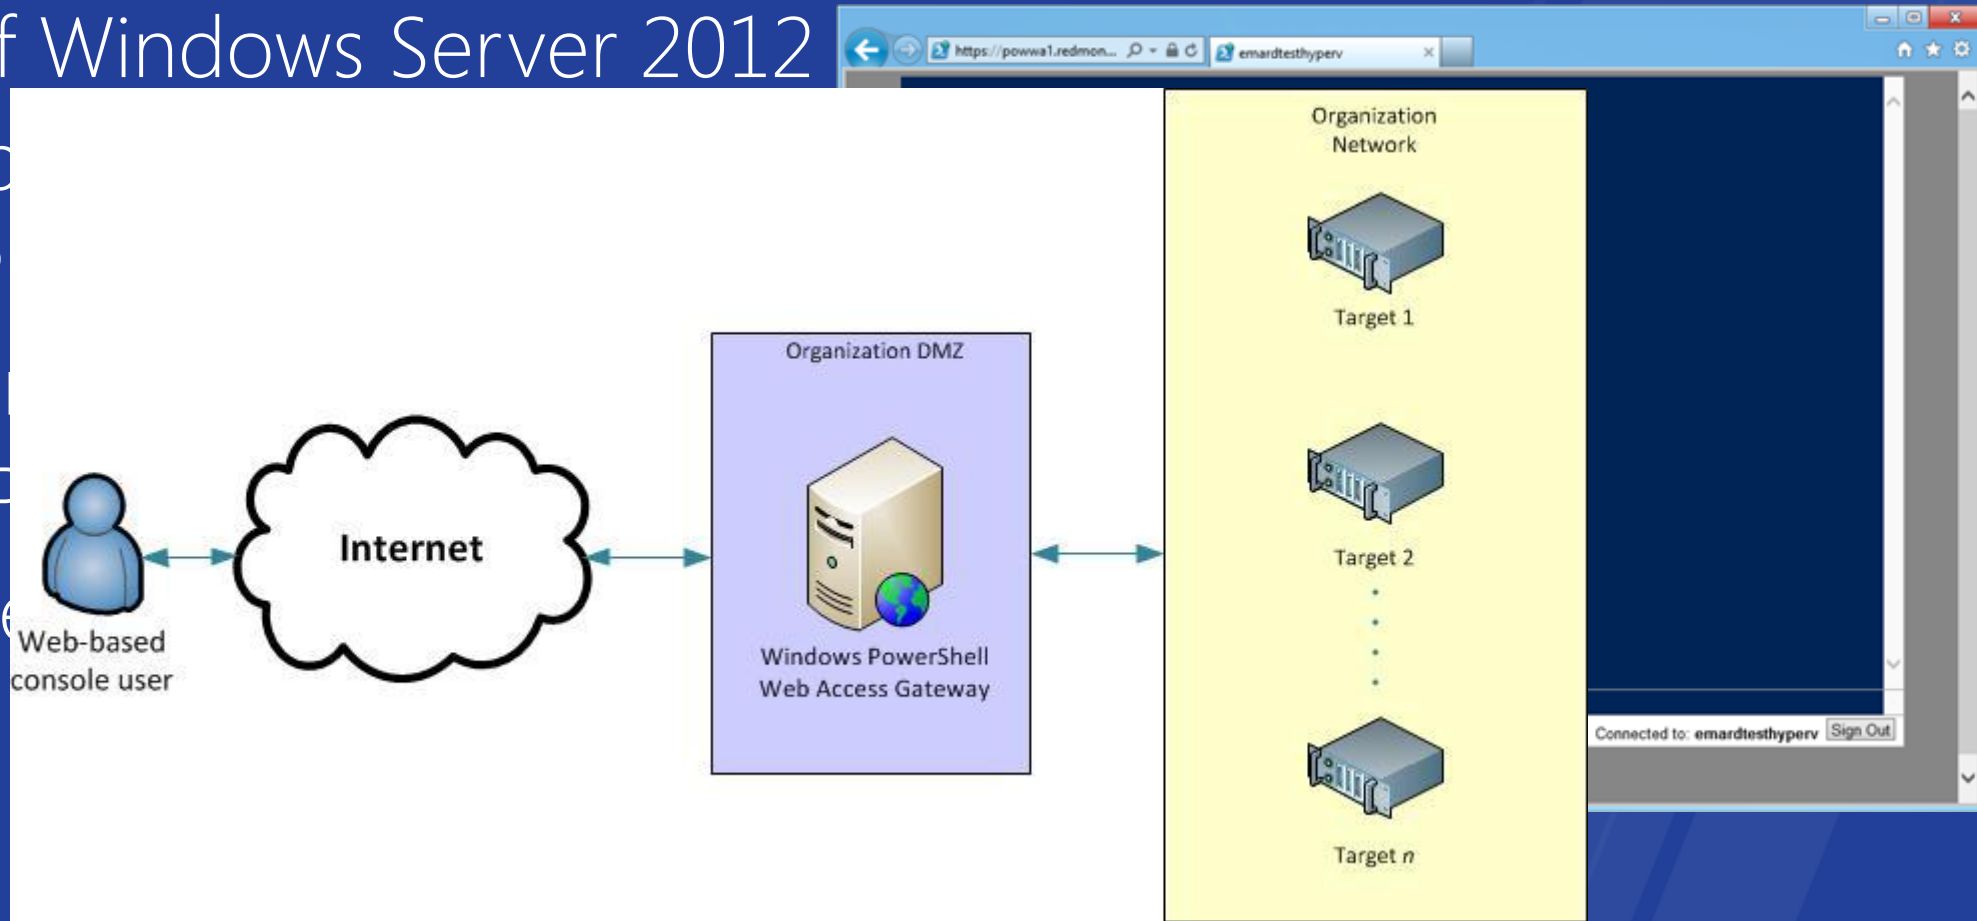 f Windows Server 2012
https://powwa1.redmon...
emardtesthyperv
Organization
Network
Target 1
Organization DMZ
Internet
Target 2
Web-based
console user
Windows PowerShell
Web Access Gateway
Connected to: emardtesthyperv
Sign Out
Target n